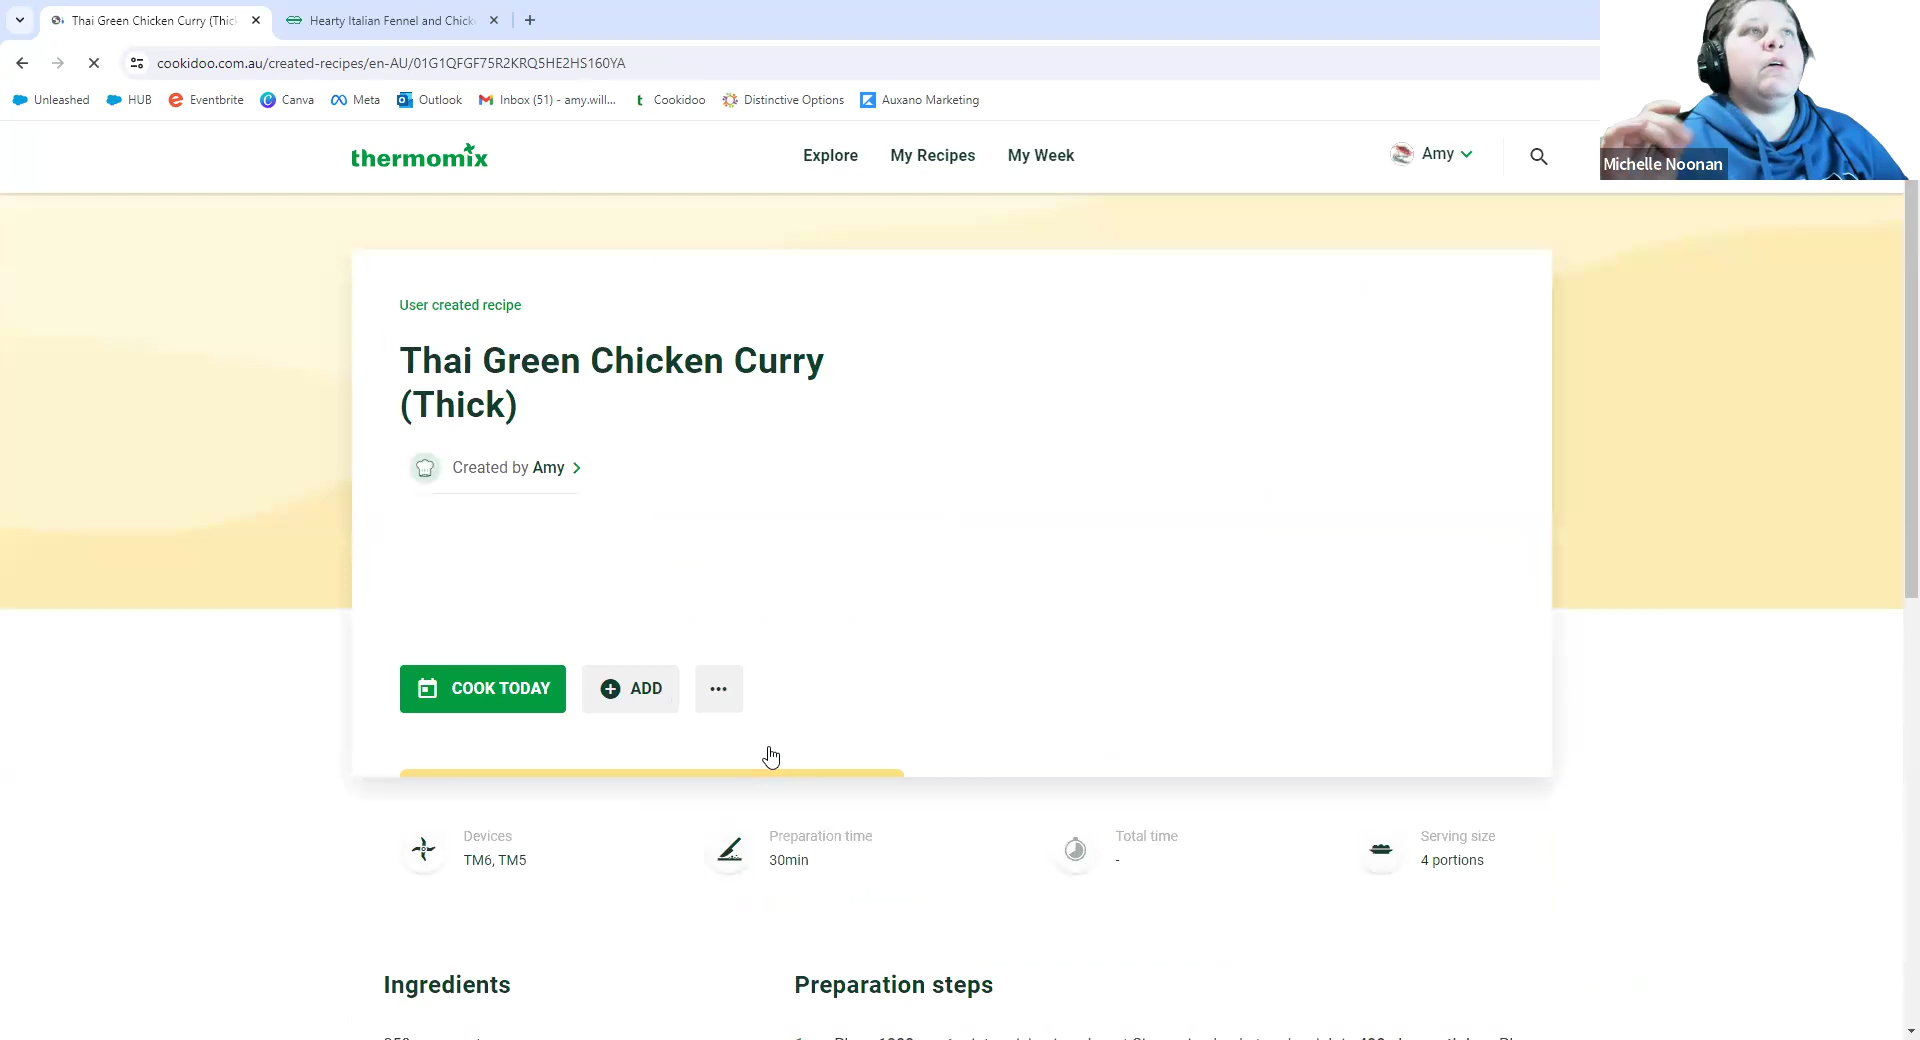 Thai Green Chicken Curry (Thick
Hearty Italian Fennel and Chick
cookidoo.com.au/created-recipes/en-AU/01G1QFGF75R2KRQ5HE2HS160YA
Unleashed HUB Eventbrite Canva Meta Outlook Inbox (51) - amy.will... Cookidoo Distinctive Options Auxano Marketing
thermomix Explore My Recipes My Week Amy
Michelle Noonan
User created recipe
Thai Green Chicken Curry
(Thick)
Created by Amy
COOK TODAY ADD
Devices Preparation time Total time Serving size
TM6, TM5 30min - 4 portions
Ingredients Preparation steps